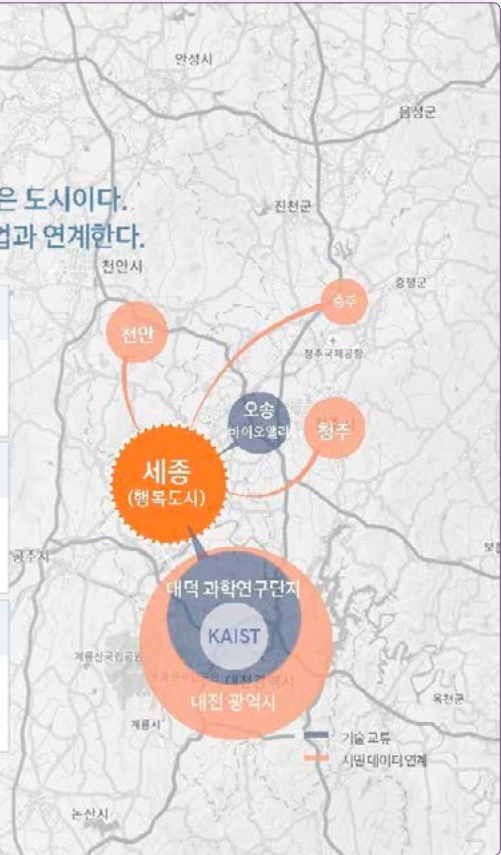 안성시
음성군
은 도시이다.
진천군
업과 연계한다.
천안시
증평군
충주
천안
청주국제공항
오송
바이오밸리
청주
세종
(행복도시)
공주시
대덕 과학연구단지
KAIST
계룡산국립공원
대전광역시
대전 광역시
옥천군
계룡시
기술 교류
시민 데이터 연계
논산시